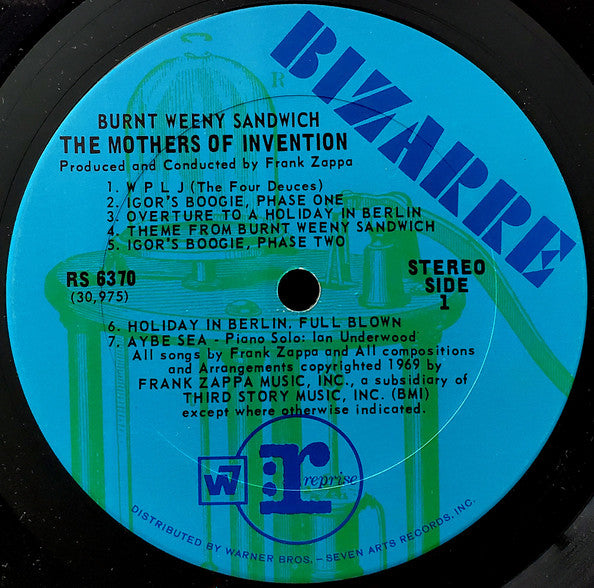 BIZARRE
R
BURNT WEENY SANDWICH
THE MOTHERS OF INVENTION
Produced and Conducted by Frank Zappa
1. W P L J (The Four Deuces)
2. IGOR'S BOOGIE, PHASE ONE
3. OVERTURE TO A HOLIDAY IN BERLIN
4. THEME FROM BURNT WEENY SANDWICH
5. IGOR'S BOOGIE, PHASE TWO
RS 6370
(30,975)
STEREO
SIDE
1
6. HOLIDAY IN BERLIN, FULL BLOWN
7. AYBE SEA - Piano Solo: Ian Underwood
All songs by Frank Zappa and All compositions
and Arrangements copyrighted 1969 by
FRANK ZAPPA MUSIC, INC., a subsidiary of
THIRD STORY MUSIC, INC. (BMI)
except where otherwise indicated.
W7
:r reprise
DISTRIBUTED BY WARNER BROS. – SEVEN ARTS RECORDS, INC.